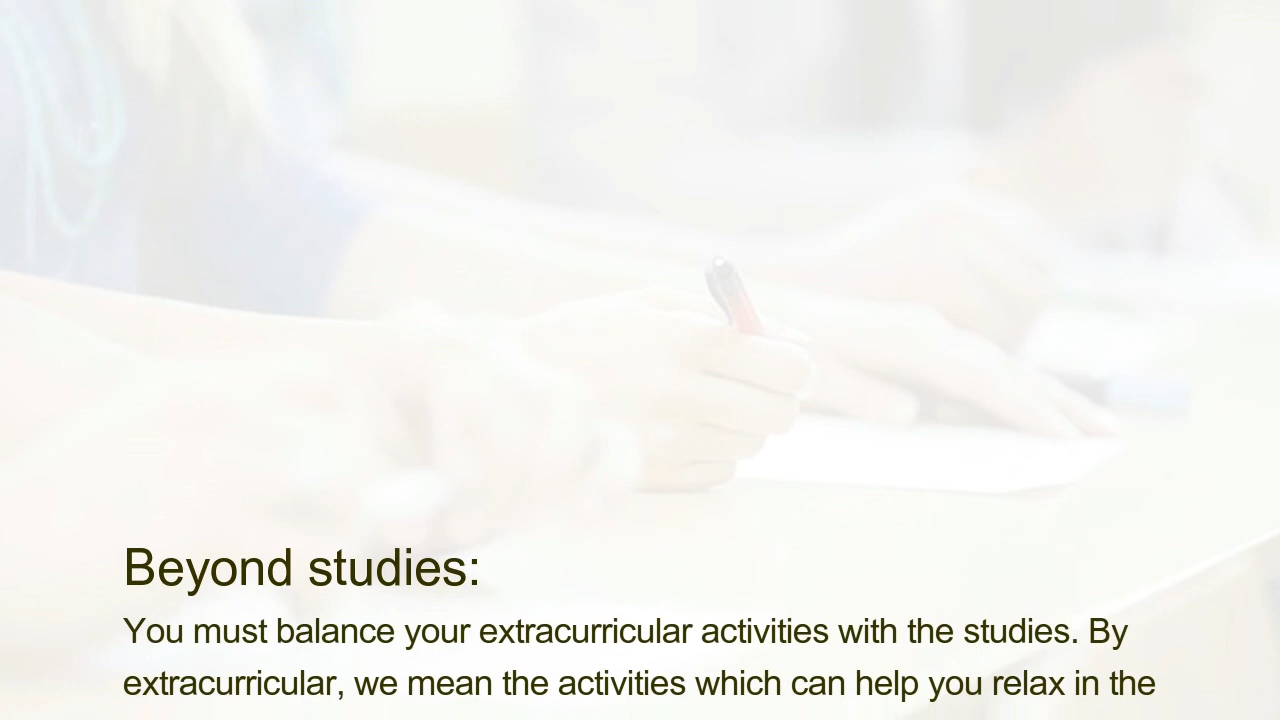 Beyond studies:
You must balance your extracurricular activities with the studies. By
extracurricular, we mean the activities which can help you relax in the